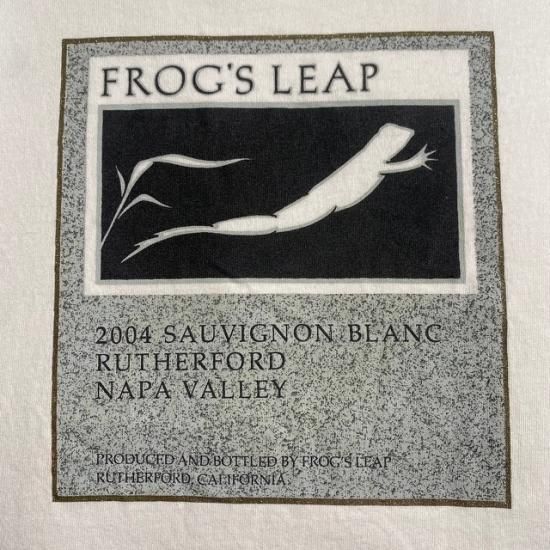 FROG'S LEAP
2004 SAUVIGNON BLANC
RUTHERFORD
NAPA VALLEY
PRODUCED AND BOTTLED BY FROG'S LEAP
RUTHERFORD, CALIFORNIA